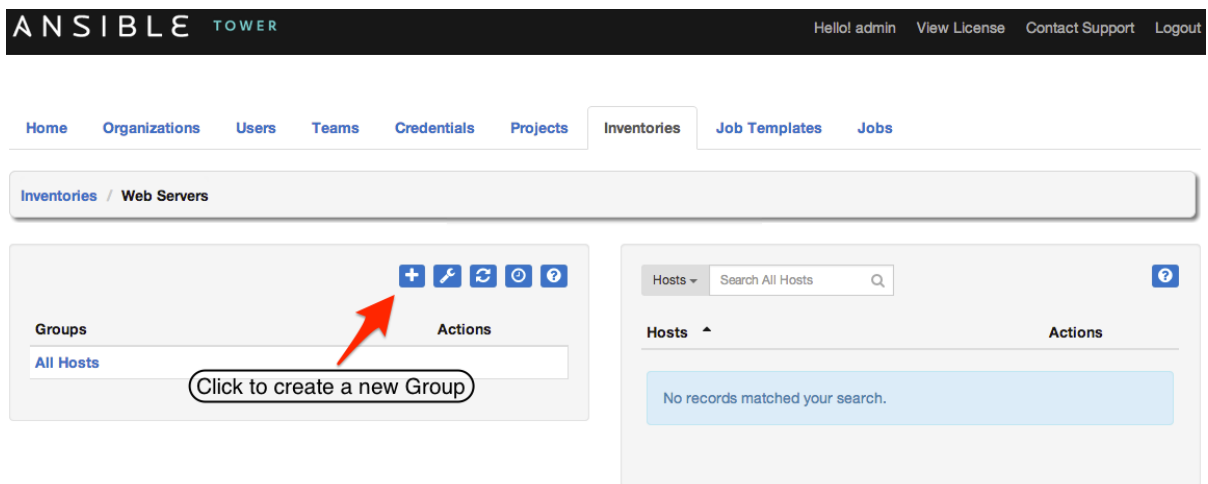 ANSIBLE TOWER
Hello! admin View License Contact Support Logout
Home Organizations Users Teams Credentials Projects Inventories Job Templates Jobs
Inventories / Web Servers
Groups Actions
All Hosts
Click to create a new Group
Hosts Search All Hosts
Hosts Actions
No records matched your search.